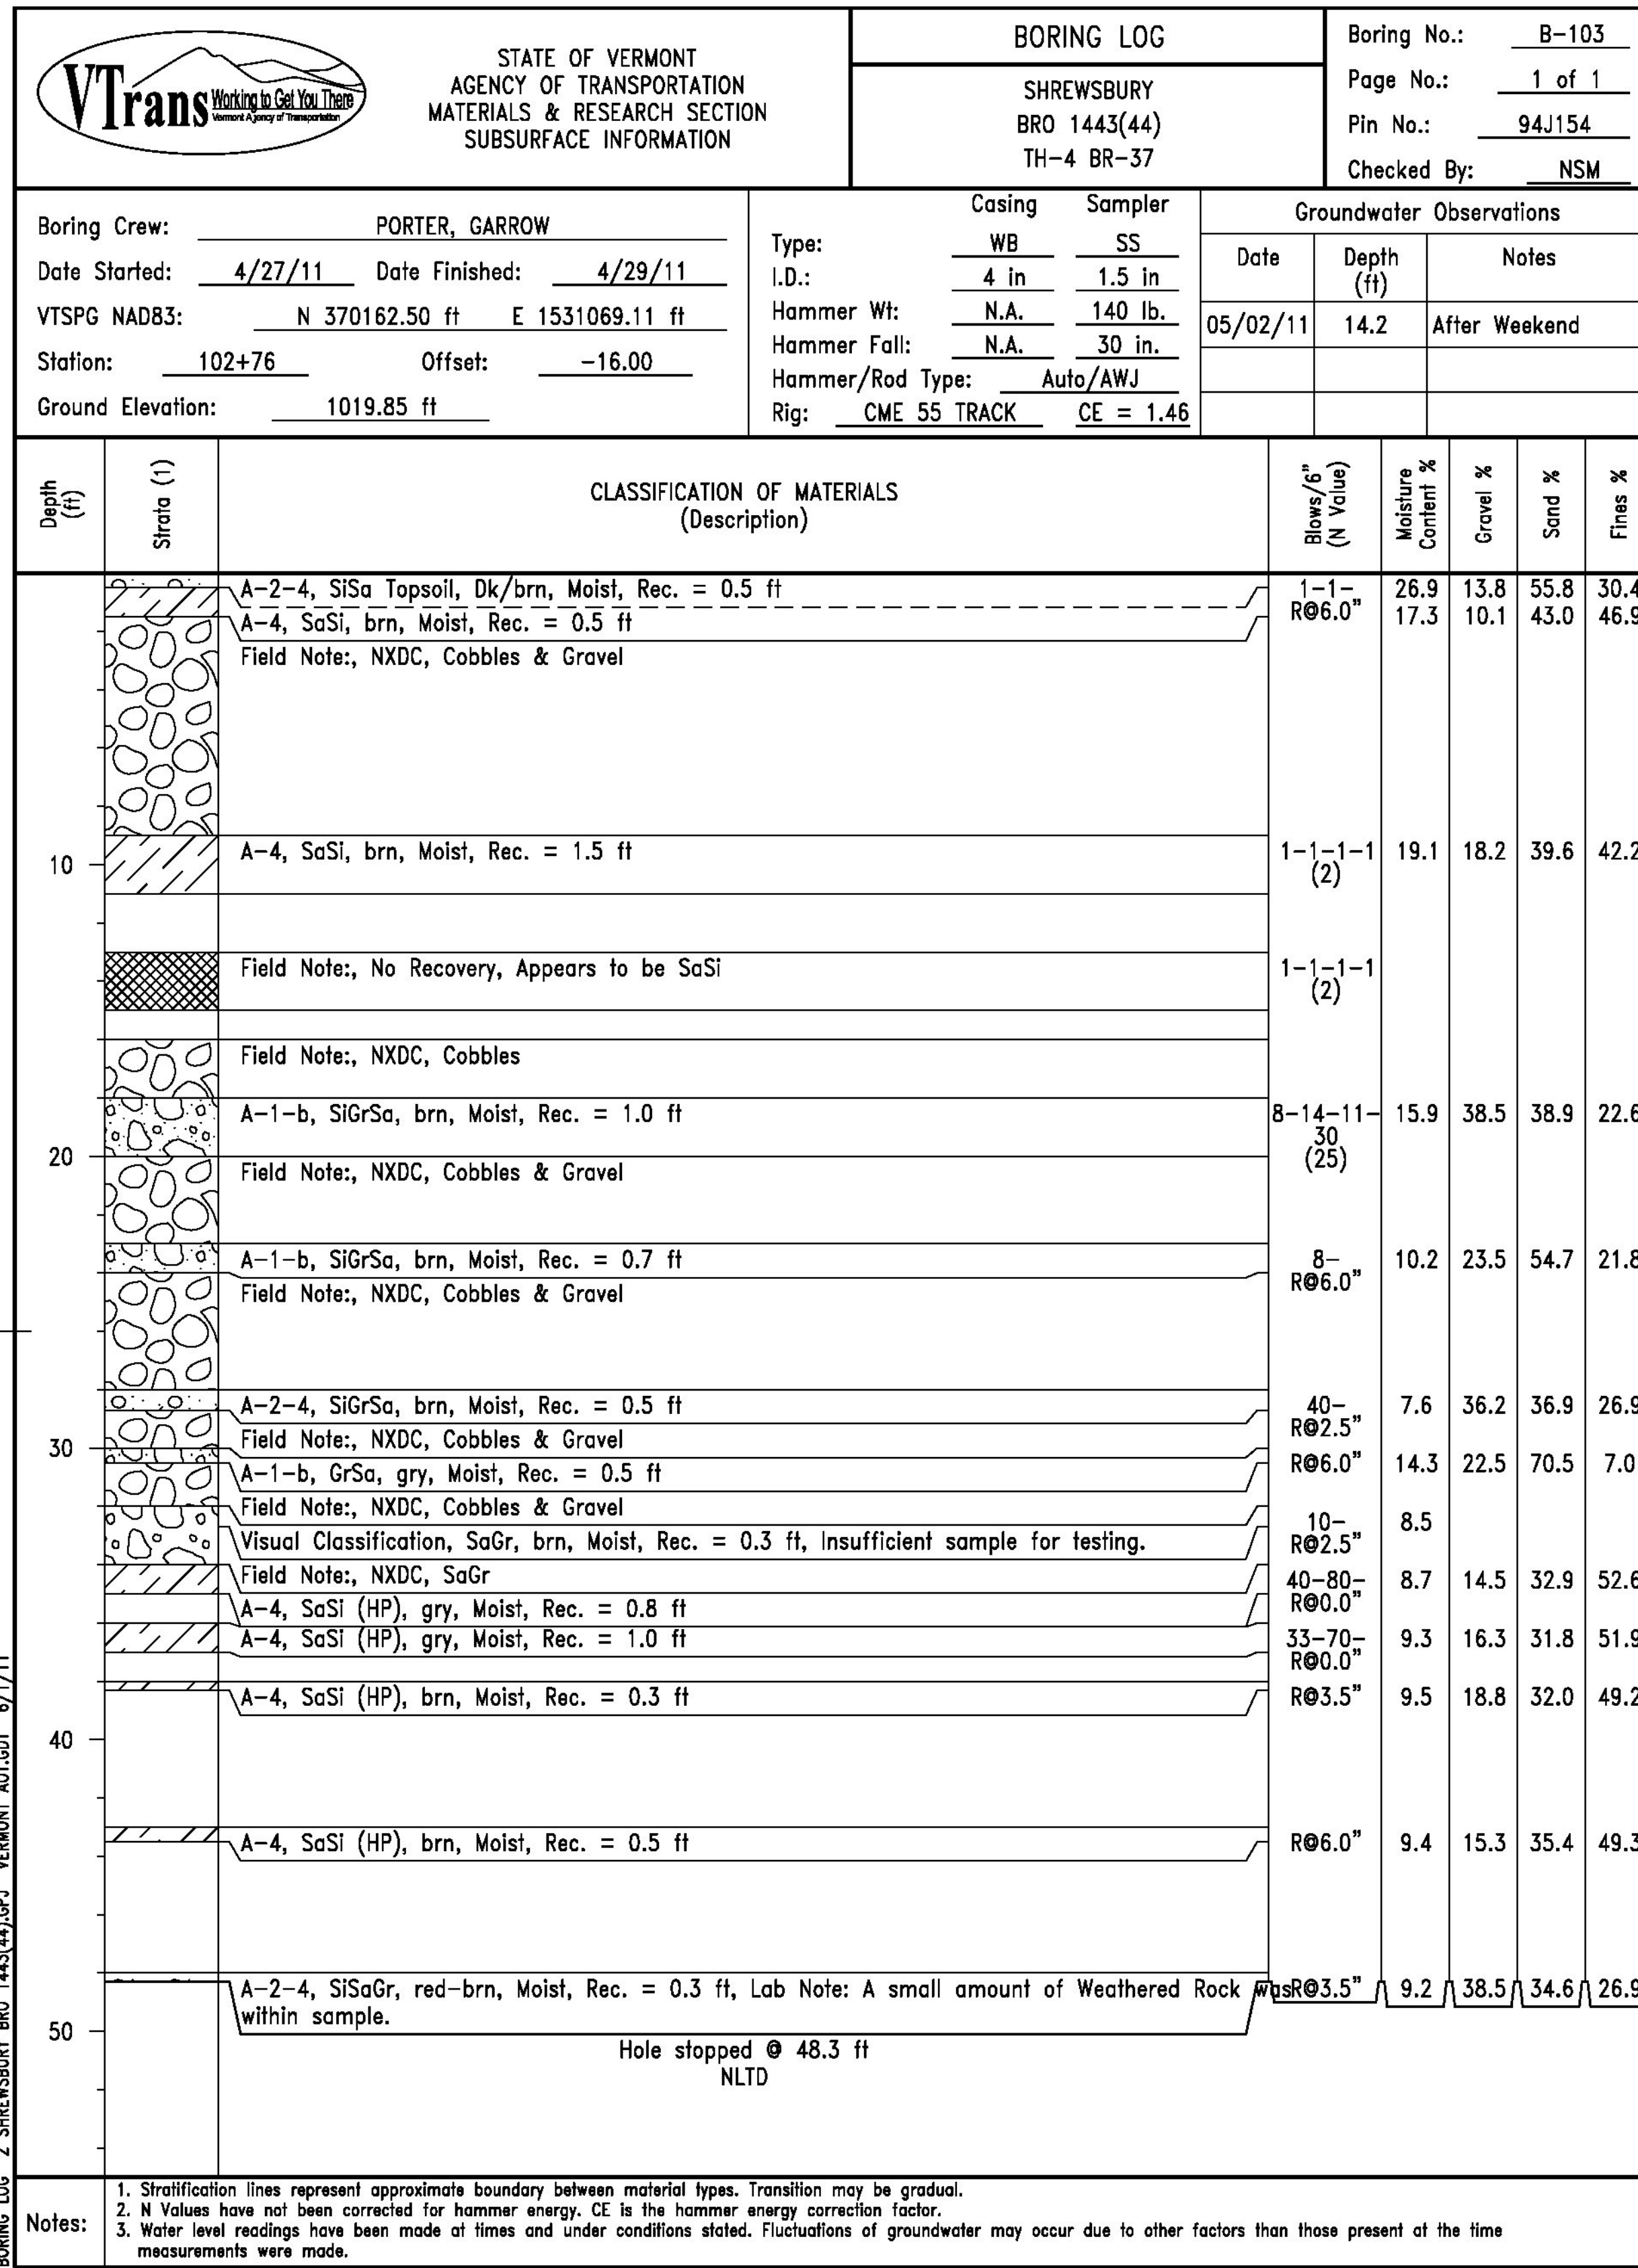 VTrans Working to Get You There
Vermont Agency of Transportation
STATE OF VERMONT
AGENCY OF TRANSPORTATION
MATERIALS & RESEARCH SECTION
SUBSURFACE INFORMATION
BORING LOG
SHREWSBURY
BRO 1443(44)
TH-4 BR-37
Boring No.: B-103
Page No.: 1 of 1
Pin No.: 94J154
Checked By: NSM
Boring Crew: PORTER, GARROW
Date Started: 4/27/11 Date Finished: 4/29/11
VTSPG NAD83: N 370162.50 ft E 1531069.11 ft
Station: 102+76 Offset: -16.00
Ground Elevation: 1019.85 ft
Casing Sampler
Type: WB SS
I.D.: 4 in 1.5 in
Hammer Wt: N.A. 140 lb.
Hammer Fall: N.A. 30 in.
Hammer/Rod Type: Auto/AWJ
Rig: CME 55 TRACK CE = 1.46
Groundwater Observations
Date Depth (ft) Notes
05/02/11 14.2 After Weekend
Depth (ft)
Strata (1)
CLASSIFICATION OF MATERIALS
(Description)
Blows/6" (N Value)
Moisture Content %
Gravel %
Sand %
Fines %
A-2-4, SiSa Topsoil, Dk/brn, Moist, Rec. = 0.5 ft 1-1- 26.9 13.8 55.8 30.4
R@6.0"
A-4, SaSi, brn, Moist, Rec. = 0.5 ft 17.3 10.1 43.0 46.9
Field Note:, NXDC, Cobbles & Gravel
10 A-4, SaSi, brn, Moist, Rec. = 1.5 ft 1-1-1-1 19.1 18.2 39.6 42.2
(2)
Field Note:, No Recovery, Appears to be SaSi 1-1-1-1
(2)
Field Note:, NXDC, Cobbles
A-1-b, SiGrSa, brn, Moist, Rec. = 1.0 ft 8-14-11- 15.9 38.5 38.9 22.6
30
20 (25)
Field Note:, NXDC, Cobbles & Gravel
A-1-b, SiGrSa, brn, Moist, Rec. = 0.7 ft 8- 10.2 23.5 54.7 21.8
R@6.0"
Field Note:, NXDC, Cobbles & Gravel
A-2-4, SiGrSa, brn, Moist, Rec. = 0.5 ft 40- 7.6 36.2 36.9 26.9
R@2.5"
30 Field Note:, NXDC, Cobbles & Gravel
A-1-b, GrSa, gry, Moist, Rec. = 0.5 ft R@6.0" 14.3 22.5 70.5 7.0
Field Note:, NXDC, Cobbles & Gravel
Visual Classification, SaGr, brn, Moist, Rec. = 0.3 ft, Insufficient sample for testing. 10- 8.5
R@2.5"
Field Note:, NXDC, SaGr
A-4, SaSi (HP), gry, Moist, Rec. = 0.8 ft 40-80- 8.7 14.5 32.9 52.6
R@0.0"
A-4, SaSi (HP), gry, Moist, Rec. = 1.0 ft 33-70- 9.3 16.3 31.8 51.9
R@0.0"
A-4, SaSi (HP), brn, Moist, Rec. = 0.3 ft R@3.5" 9.5 18.8 32.0 49.2
40
A-4, SaSi (HP), brn, Moist, Rec. = 0.5 ft R@6.0" 9.4 15.3 35.4 49.3
A-2-4, SiSaGr, red-brn, Moist, Rec. = 0.3 ft, Lab Note: A small amount of Weathered Rock was R@3.5" 9.2 38.5 34.6 26.9
within sample.
50
Hole stopped @ 48.3 ft
NLTD
Notes:
1. Stratification lines represent approximate boundary between material types. Transition may be gradual.
2. N Values have not been corrected for hammer energy. CE is the hammer energy correction factor.
3. Water level readings have been made at times and under conditions stated. Fluctuations of groundwater may occur due to other factors than those present at the time
measurements were made.
BORING LOG 2 SHREWSBURY BRO 1443(44).GPJ VERMONT AOT.GDT 6/1/11